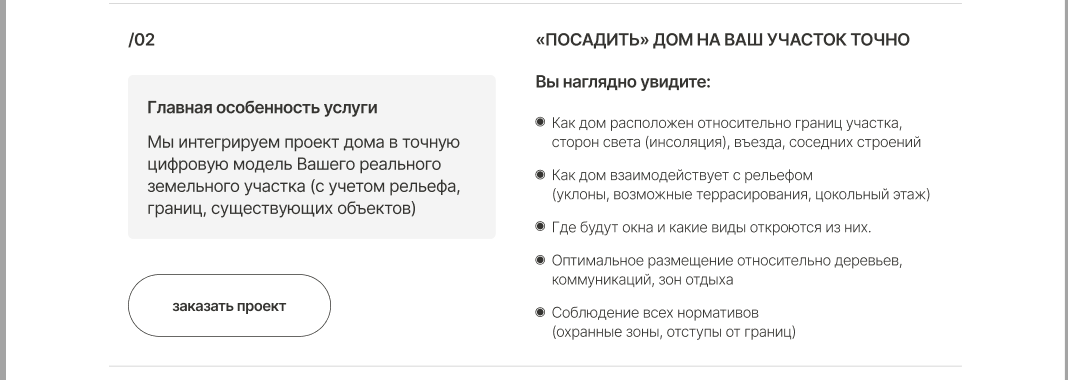 /02
Главная особенность услуги
Мы интегрируем проект дома в точную
цифровую модель Вашего реального
земельного участка (с учетом рельефа,
границ, существующих объектов)
заказать проект
«ПОСАДИТЬ» ДОМ НА ВАШ УЧАСТОК ТОЧНО
Вы наглядно увидите:
Как дом расположен относительно границ участка,
сторон света (инсоляция), въезда, соседних строений
Как дом взаимодействует с рельефом
(уклоны, возможные террасирования, цокольный этаж)
Где будут окна и какие виды откроются из них.
Оптимальное размещение относительно деревьев,
коммуникаций, зон отдыха
Соблюдение всех нормативов
(охранные зоны, отступы от границ)